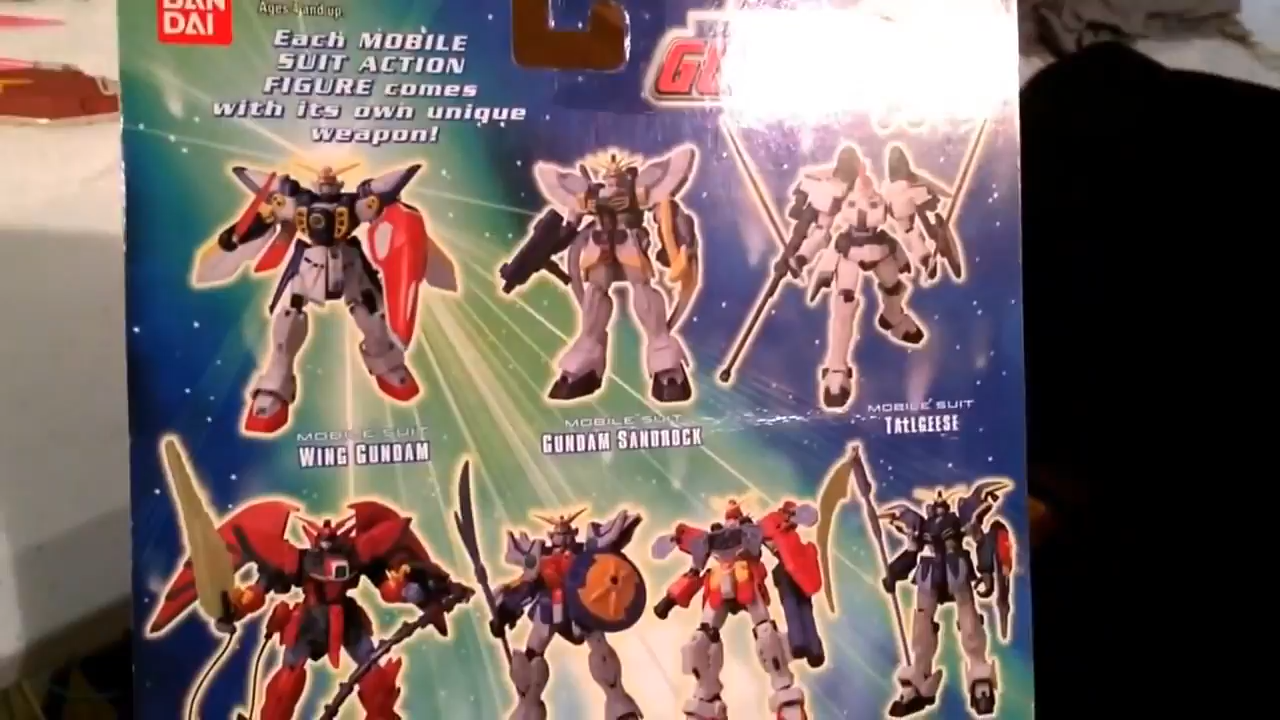 BAN
DAI
Ages 4 and up.
Each MOBILE
SUIT ACTION
FIGURE comes
with its own unique
weapon!
MOBILE SUIT
WING GUNDAM
MOBILE SUIT
GUNDAM SANDROCK
MOBILE SUIT
TALLGEESE